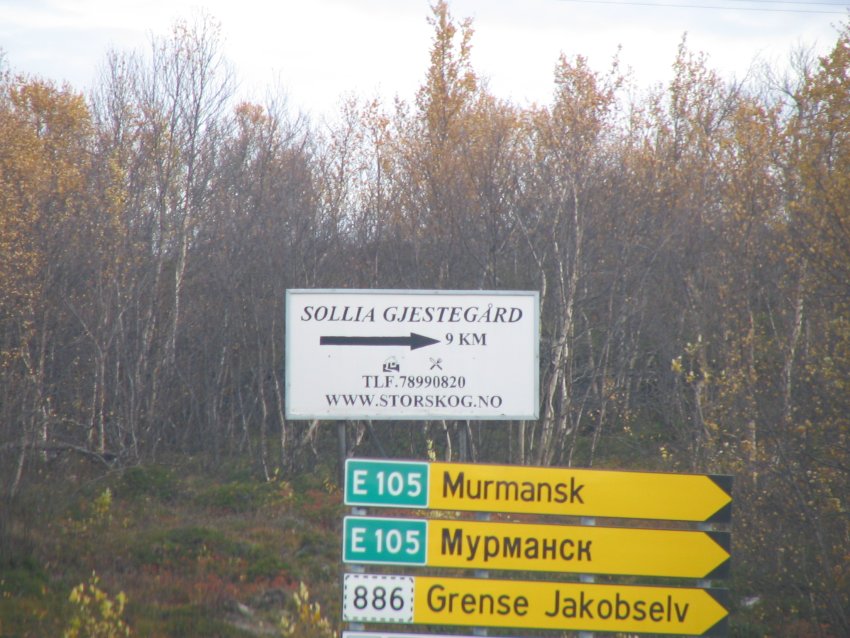 SOLLIA GJESTEGÅRD
9 KM
TLF.78990820
WWW.STORSKOG.NO
E 105 Murmansk
E 105 Мурманск
886 Grense Jakobselv